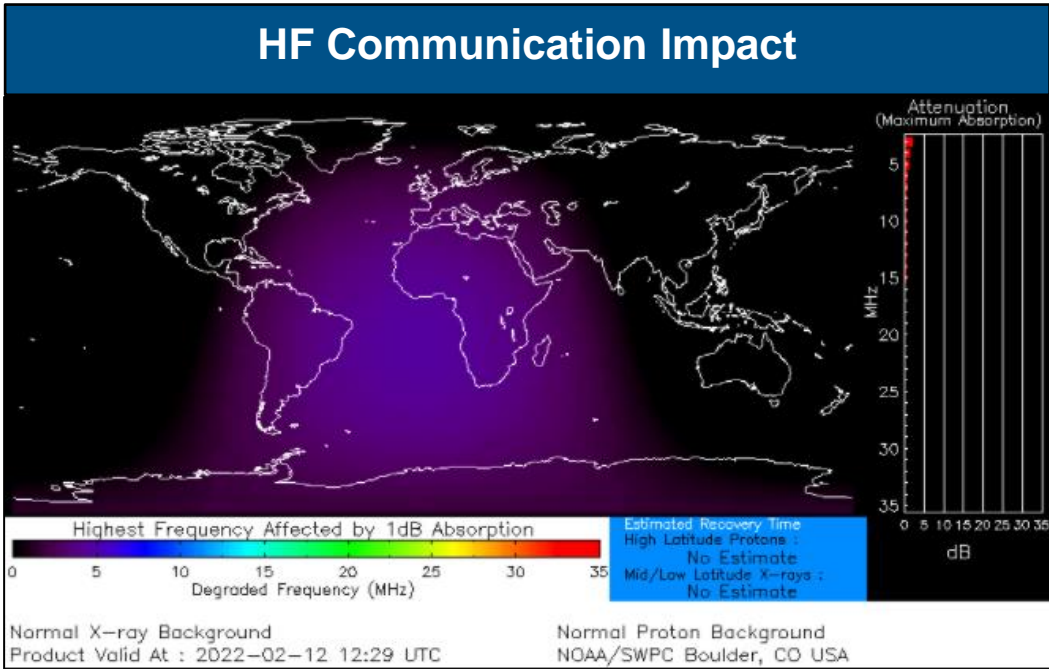 HF Communication Impact
Attenuation
(Maximum Absorption)
5
10
15
20
25
30
35
MHz
0 5 10 15 20 25 30 35
dB
Highest Frequency Affected by 1dB Absorption
0 5 10 15 20 25 30 35
Degraded Frequency (MHz)
Estimated Recovery Time
High Latitude Protons :
No Estimate
Mid/Low Latitude X-rays :
No Estimate
Normal X-ray Background
Product Valid At : 2022-02-12 12:29 UTC
Normal Proton Background
NOAA/SWPC Boulder, CO USA